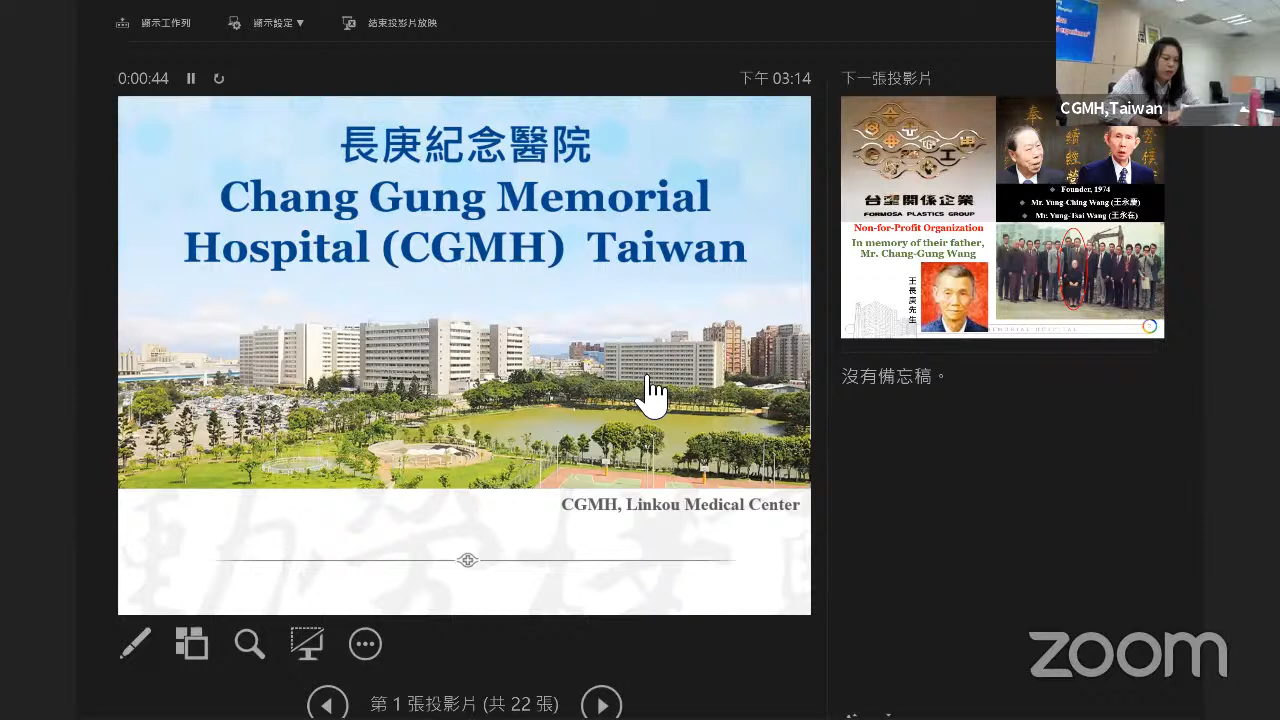 顯示工作列
顯示設定 ▼
結束投影片放映
0:00:44
下午 03:14
下一張投影片
CGMH,Taiwan
長庚紀念醫院
Chang Gung Memorial
Hospital (CGMH) Taiwan
CGMH, Linkou Medical Center
台塑關係企業
FORMOSA PLASTICS GROUP
Founder, 1974
Mr. Yung-Ching Wang (王永慶)
Mr. Yung-Tsai Wang (王永在)
Non-for-Profit Organization
In memory of their father,
Mr. Chang-Gung Wang
王長庚先生
沒有備忘稿。
第 1 張投影片 (共 22 張)
zoom